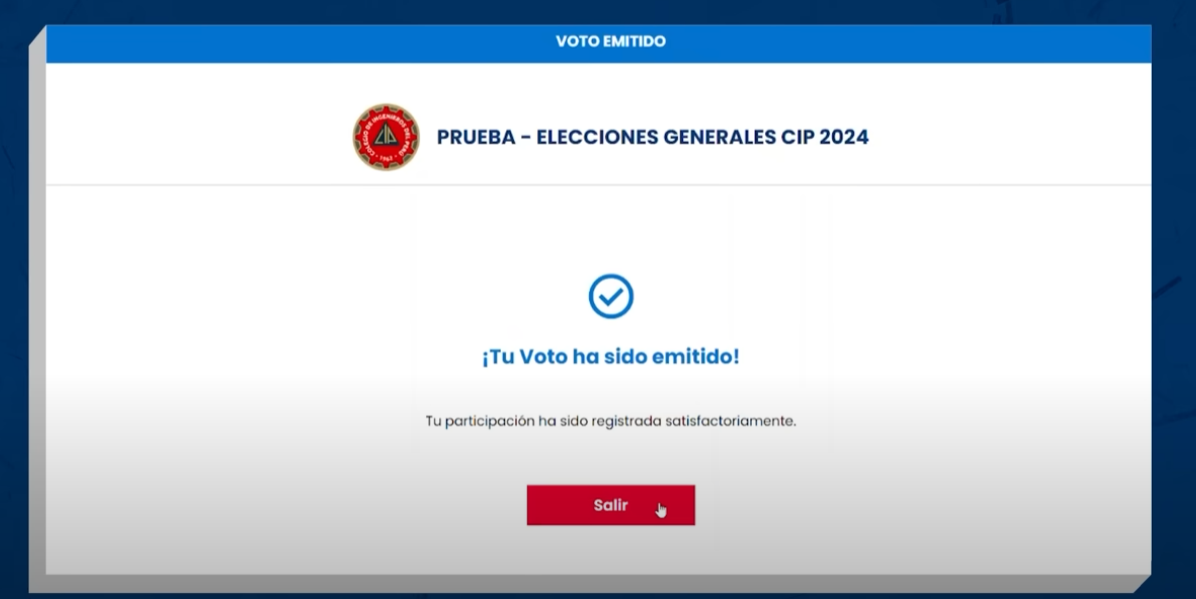 VOTO EMITIDO
COLEGIO DE INGENIEROS DEL PERÚ
1962
PRUEBA - ELECCIONES GENERALES CIP 2024
¡Tu Voto ha sido emitido!
Tu participación ha sido registrada satisfactoriamente.
Salir